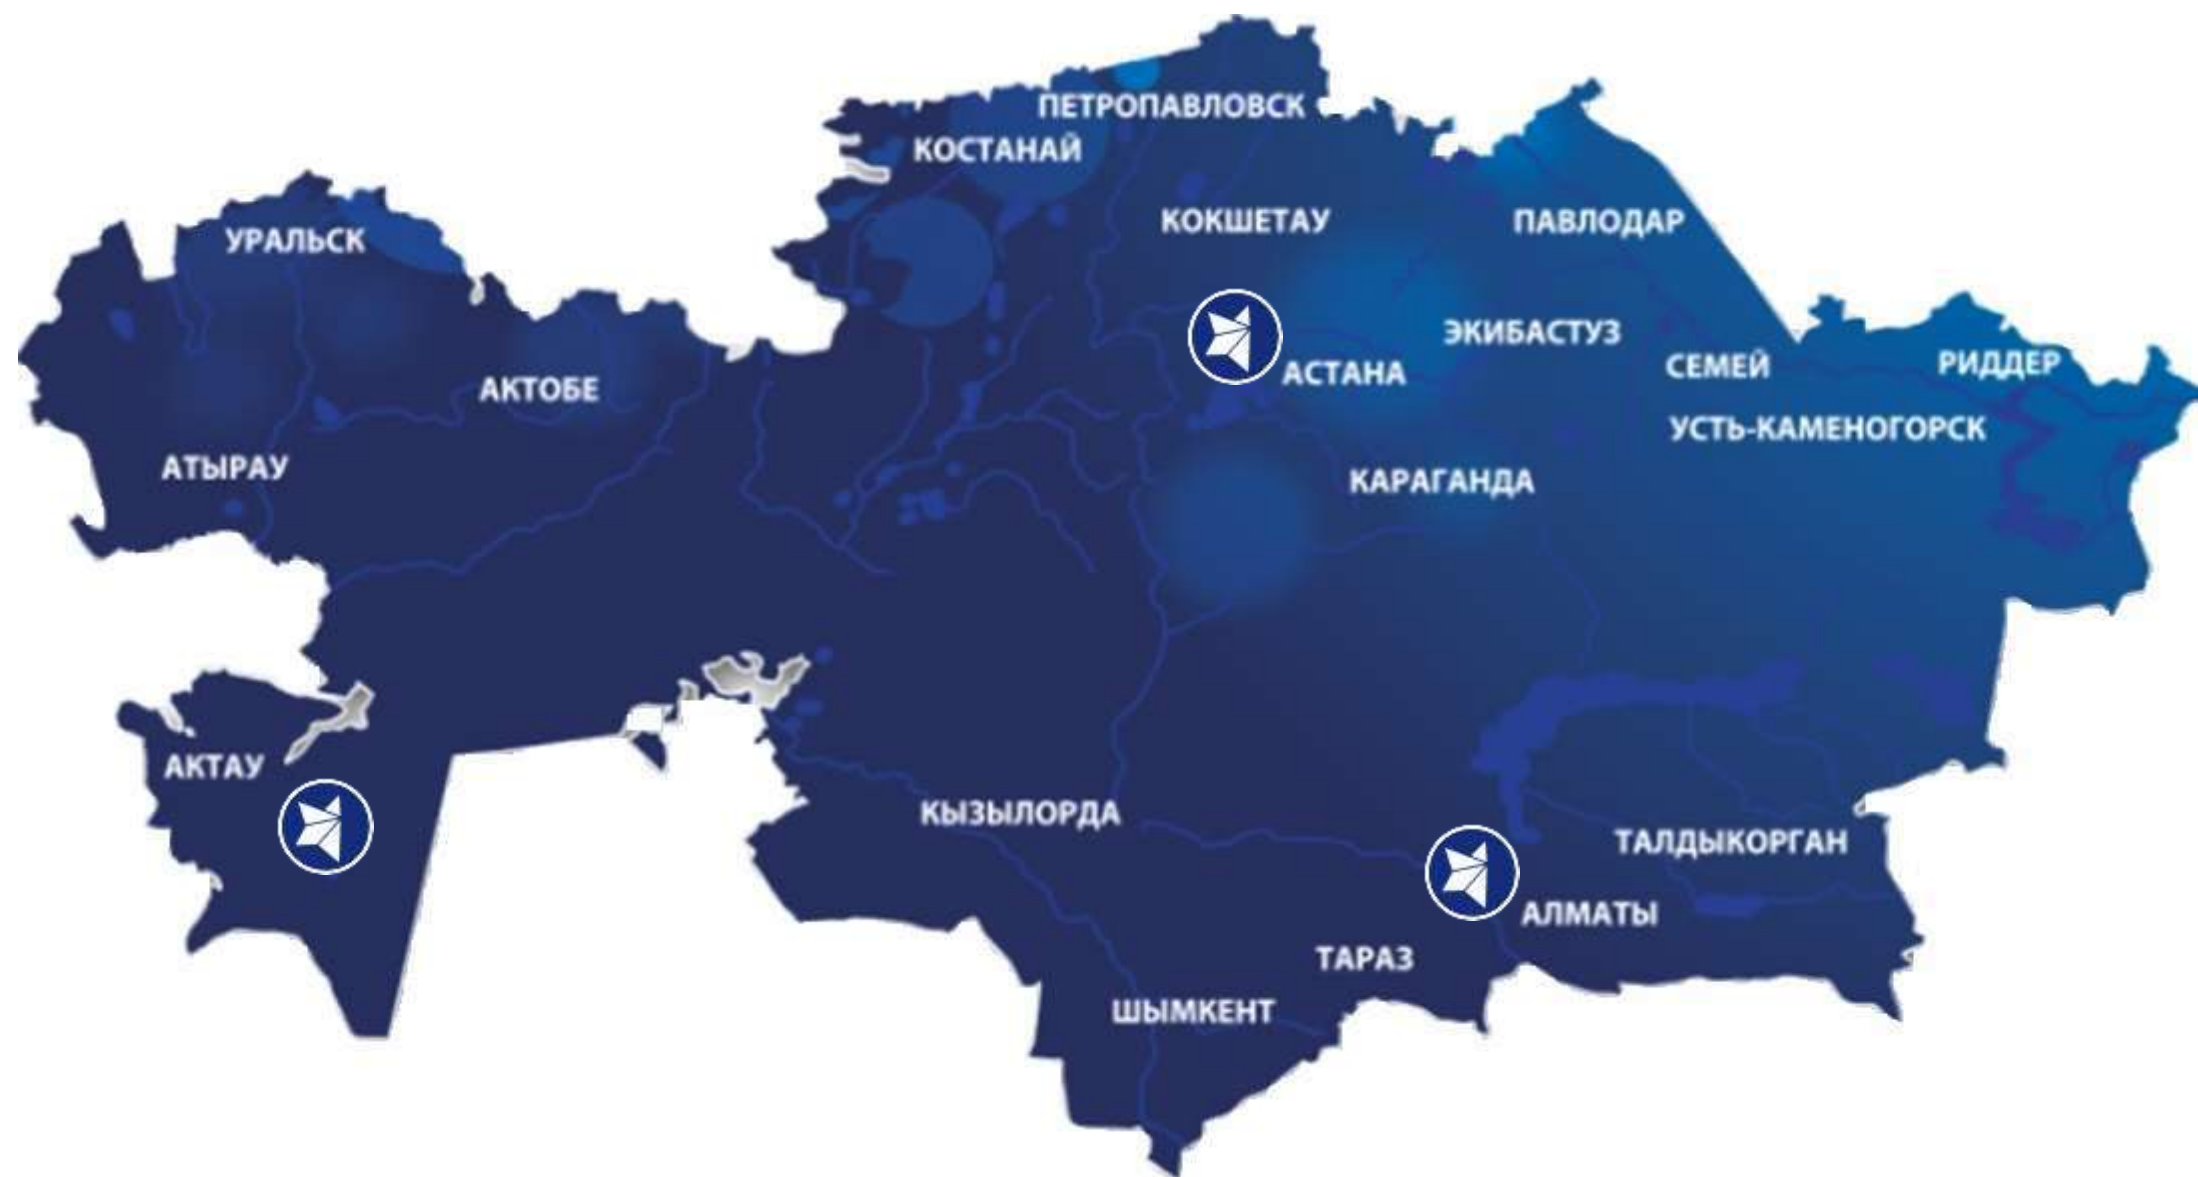 ПЕТРОПАВЛОВСК
КОСТАНАЙ
КОКШЕТАУ
ПАВЛОДАР
УРАЛЬСК
ЭКИБАСТУЗ
СЕМЕЙ
РИДДЕР
АСТАНА
АКТОБЕ
УСТЬ-КАМЕНОГОРСК
АТЫРАУ
КАРАГАНДА
АКТАУ
КЫЗЫЛОРДА
ТАЛДЫКОРГАН
АЛМАТЫ
ТАРАЗ
ШЫМКЕНТ